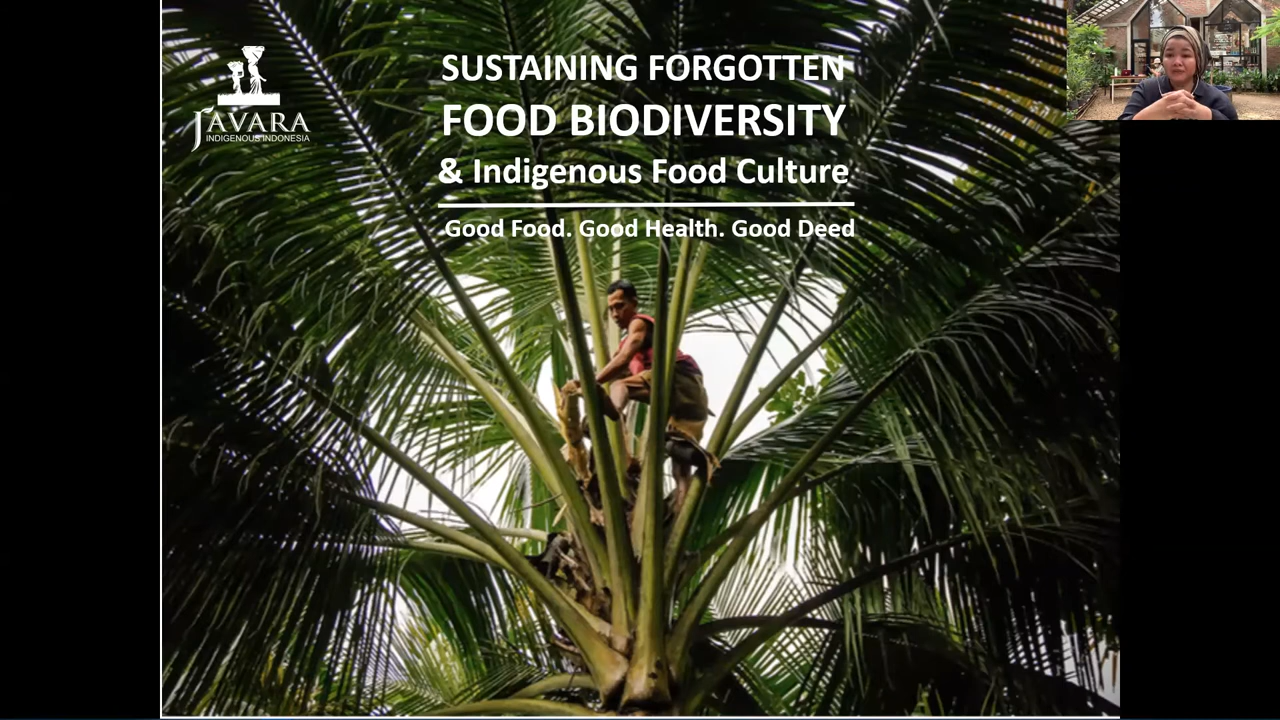 JAVARA
INDIGENOUS INDONESIA
SUSTAINING FORGOTTEN
FOOD BIODIVERSITY
& Indigenous Food Culture
Good Food. Good Health. Good Deed